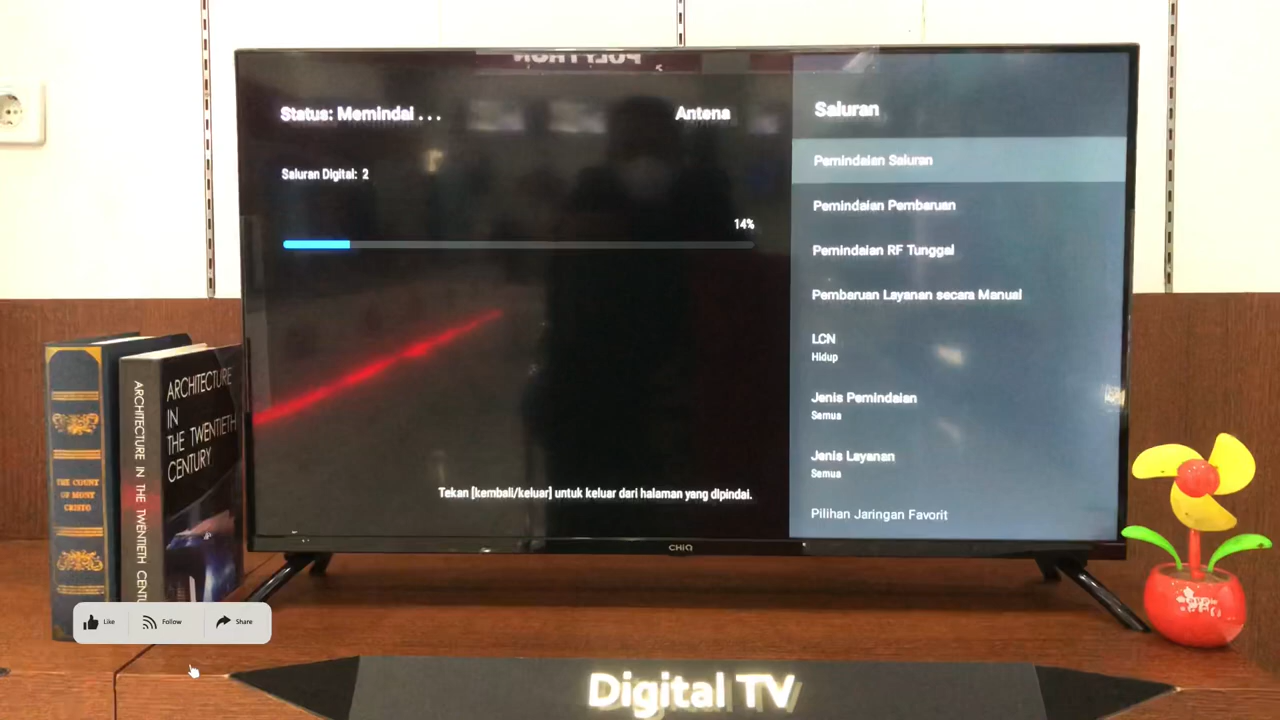 POLYTRON
Status: Memindai . . .
Antena
Saluran Digital: 2
14%
Tekan [kembali/keluar] untuk keluar dari halaman yang dipindai.
Saluran
Pemindaian Saluran
Pemindaian Pembaruan
Pemindaian RF Tunggal
Pembaruan Layanan secara Manual
LCN
Hidup
Jenis Pemindaian
Semua
Jenis Layanan
Semua
Pilihan Jaringan Favorit
CHiQ
THE COUNT
OF MONT
CRISTO
ARCHITECTURE IN THE TWENTIETH CENTU
ARCHITECTURE
IN
THE TWENTIETH
CENTURY
Like
Follow
Share
Digital TV